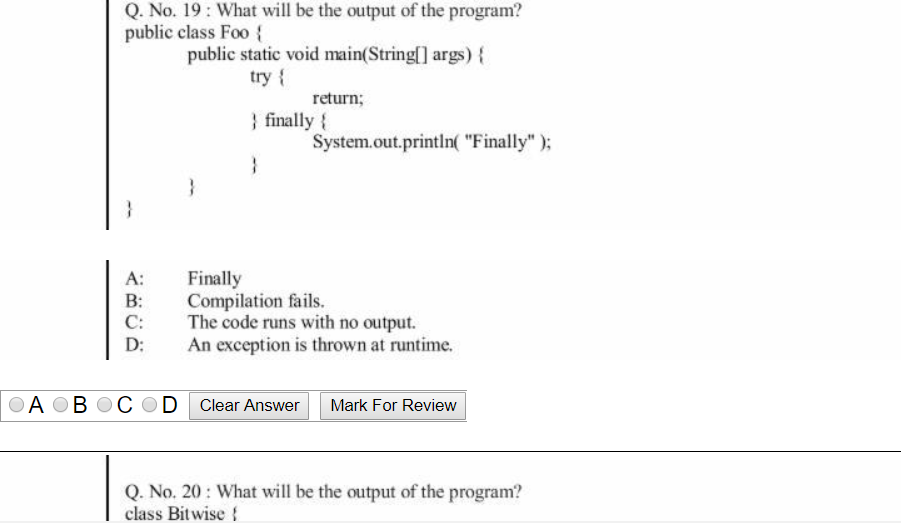 Q. No. 19 : What will be the output of the program?
public class Foo {
public static void main(String[] args) {
try {
return;
} finally {
System.out.println( "Finally" );
}
}
}
A: Finally
B: Compilation fails.
C: The code runs with no output.
D: An exception is thrown at runtime.
A B C D Clear Answer Mark For Review
Q. No. 20 : What will be the output of the program?
class Bitwise {